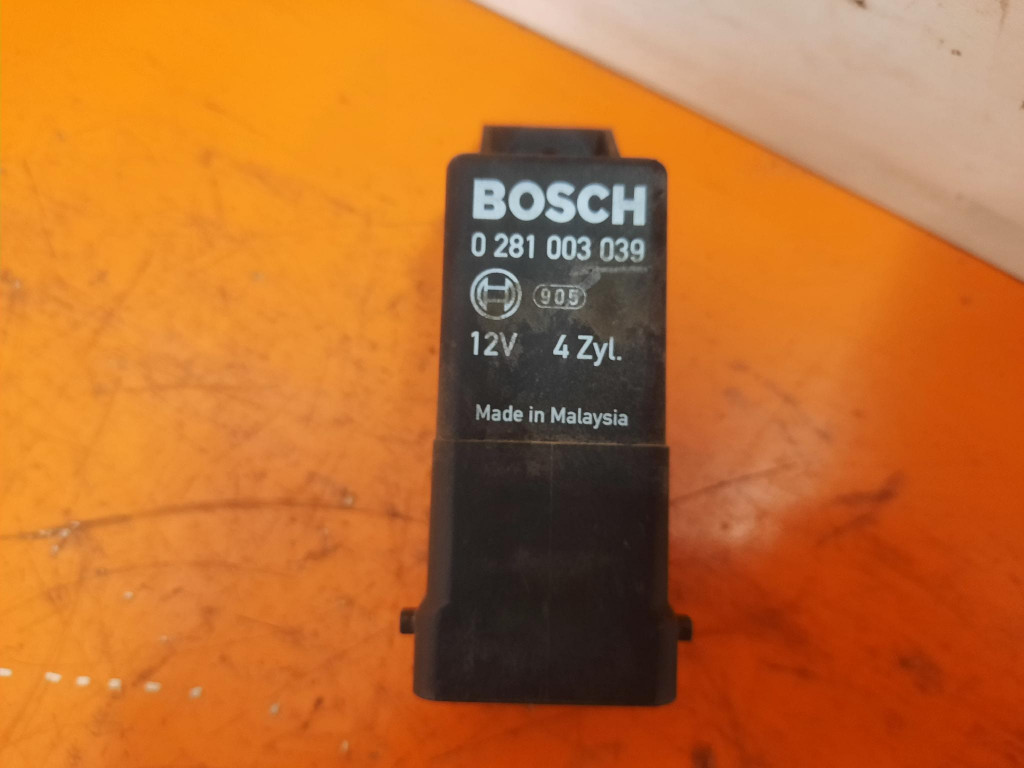 BOSCH
0 281 003 039
905
12V 4 Zyl.
Made in Malaysia